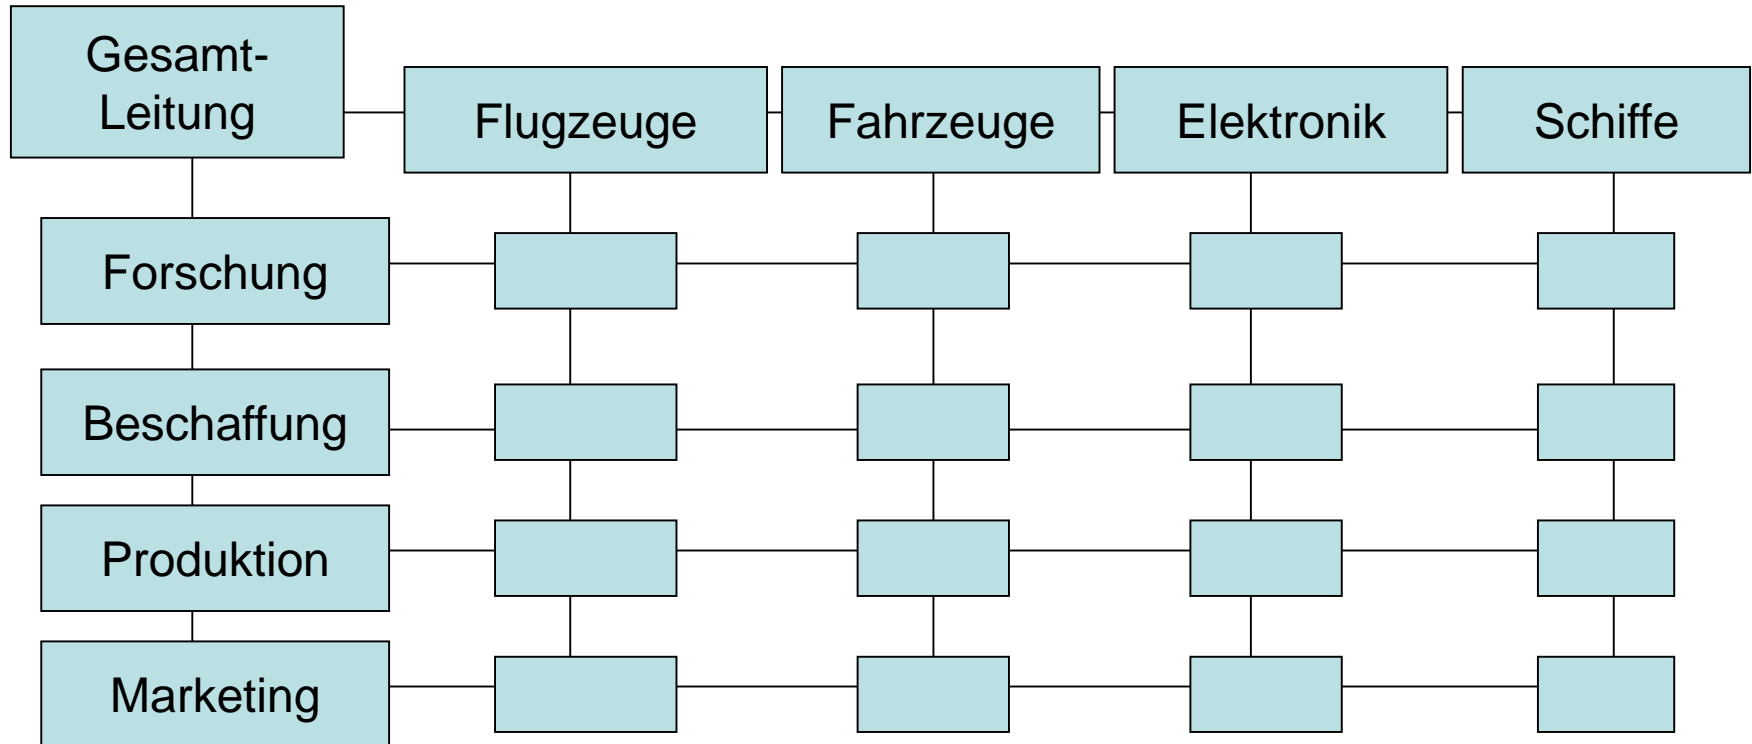 Gesamt-
Leitung
Flugzeuge
Fahrzeuge
Elektronik
Schiffe
Forschung
Beschaffung
Produktion
Marketing